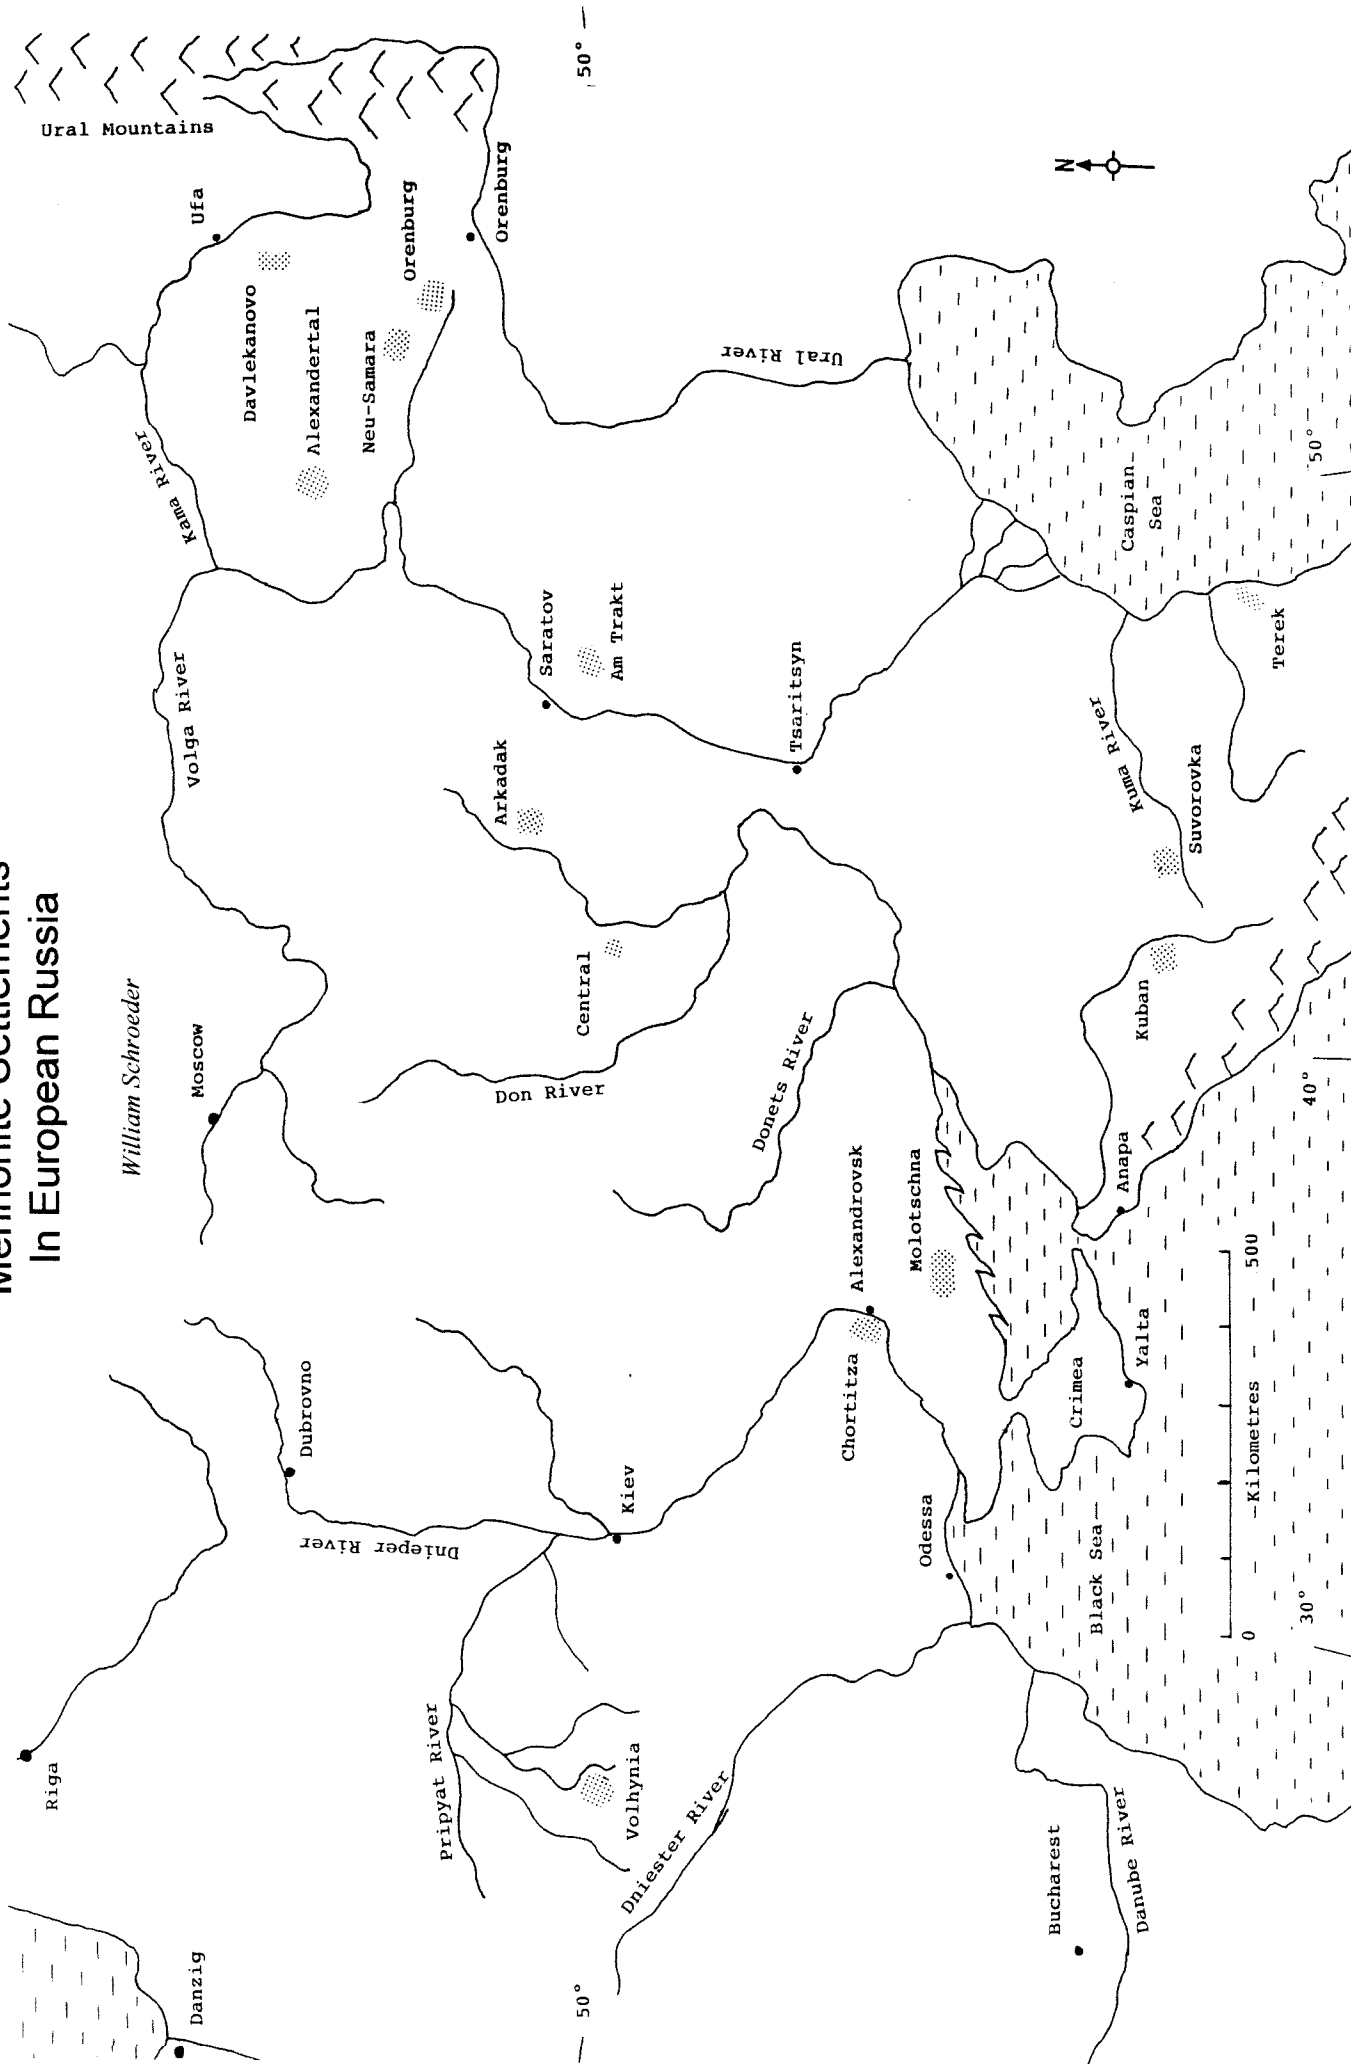 Mennonite Settlements
In European Russia
William Schroeder
Ural Mountains
50°
Ufa
Orenburg
Orenburg
N
Davlekanovo
Alexandertal
Neu-Samara
Ural River
Kama River
Caspian
Sea
50°
Volga River
Saratov
Am Trakt
Tsaritsyn
Terek
Arkadak
Kuma River
Suvorovka
Central
Moscow
Don River
Donets River
Kuban
40°
Anapa
Alexandrovsk
Molotschna
Chortitza
Dubrovno
Kiev
Dnieper River
Odessa
Crimea
Yalta
Black Sea
0
Kilometres
500
30°
Riga
Pripyat River
Volhynia
Dniester River
Bucharest
Danube River
Danzig
50°